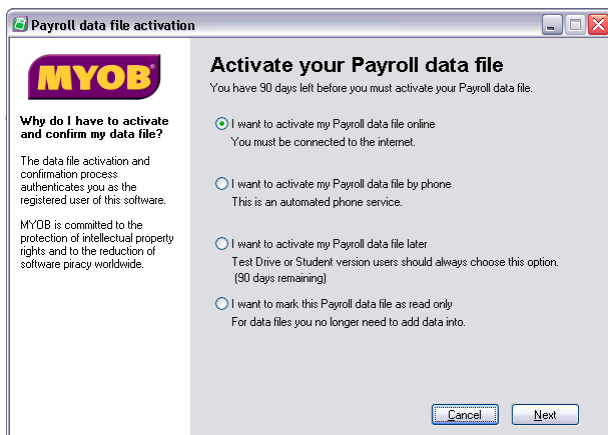 Payroll data file activation
MYOB
Why do I have to activate
and confirm my data file?
The data file activation and
confirmation process
authenticates you as the
registered user of this software.
MYOB is committed to the
protection of intellectual property
rights and to the reduction of
software piracy worldwide.
Activate your Payroll data file
You have 90 days left before you must activate your Payroll data file.
I want to activate my Payroll data file online
You must be connected to the internet.
I want to activate my Payroll data file by phone
This is an automated phone service.
I want to activate my Payroll data file later
Test Drive or Student version users should always choose this option.
(90 days remaining)
I want to mark this Payroll data file as read only
For data files you no longer need to add data into.
Cancel
Next